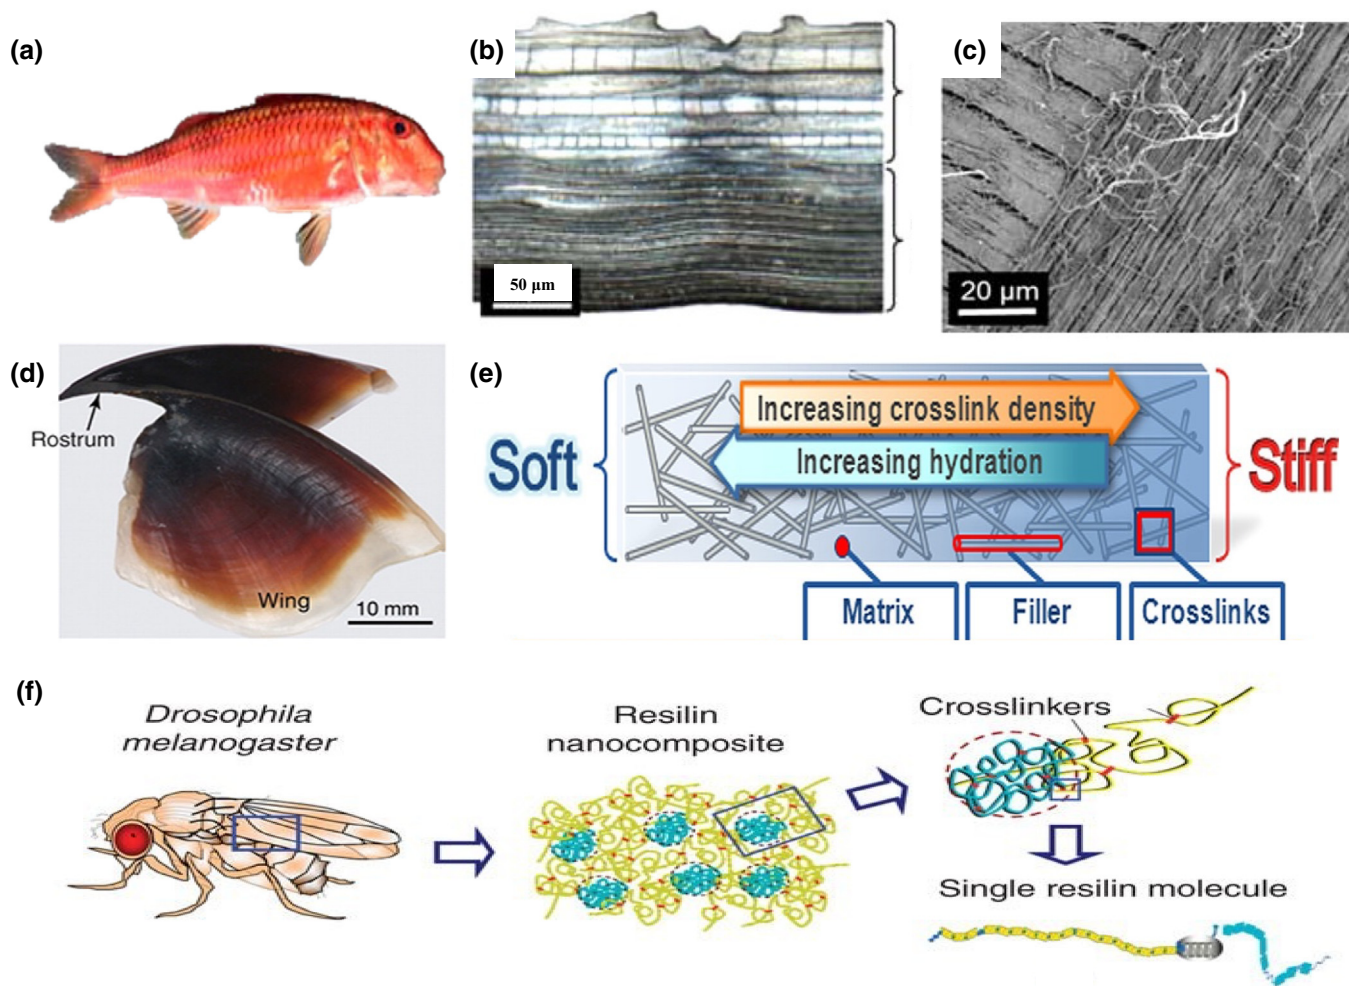 (a)
(b)
50 μm
(c)
20 μm
(d)
Rostrum
Wing
10 mm
(e)
Soft
Increasing crosslink density
Increasing hydration
Stiff
Matrix
Filler
Crosslinks
(f)
Drosophila
melanogaster
Resilin
nanocomposite
Crosslinkers
Single resilin molecule